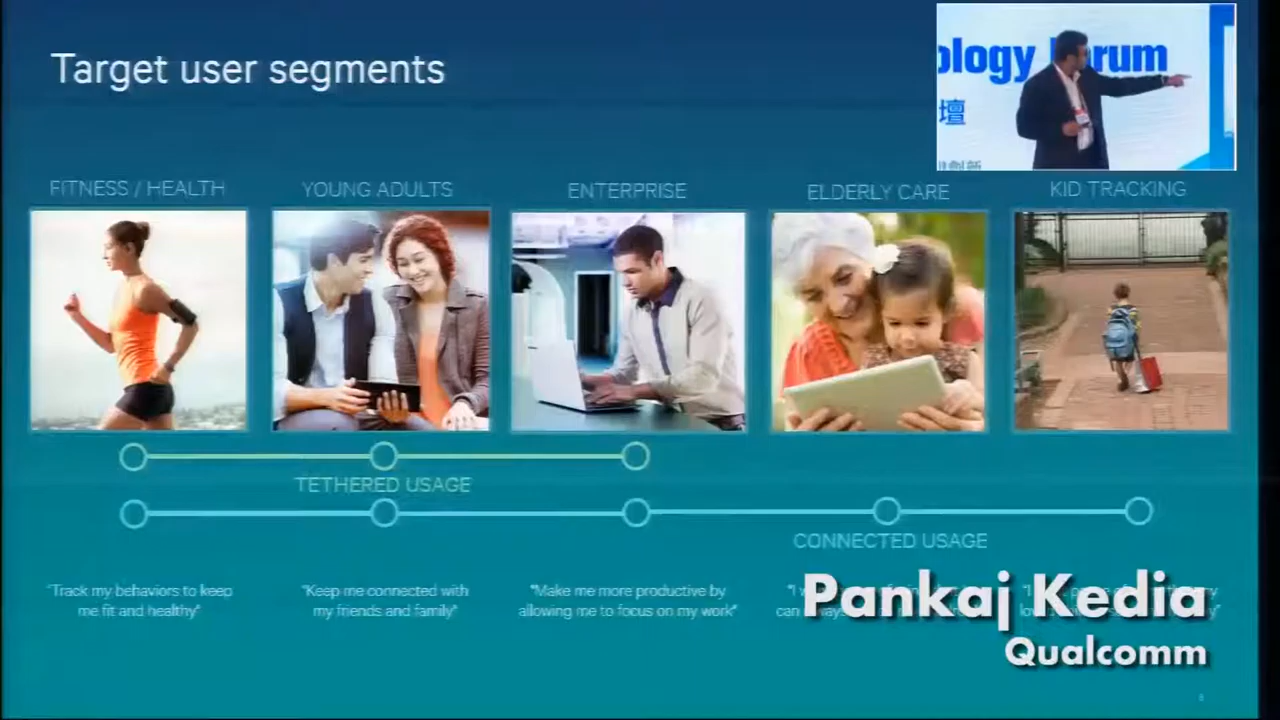 Target user segments
ology Forum
壇
FITNESS / HEALTH
YOUNG ADULTS
ENTERPRISE
ELDERLY CARE
KID TRACKING
TETHERED USAGE
CONNECTED USAGE
"Track my behaviors to keep
me fit and healthy"
"Keep me connected with
my friends and family"
"Make me more productive by
allowing me to focus on my work"
Pankaj Kedia
Qualcomm